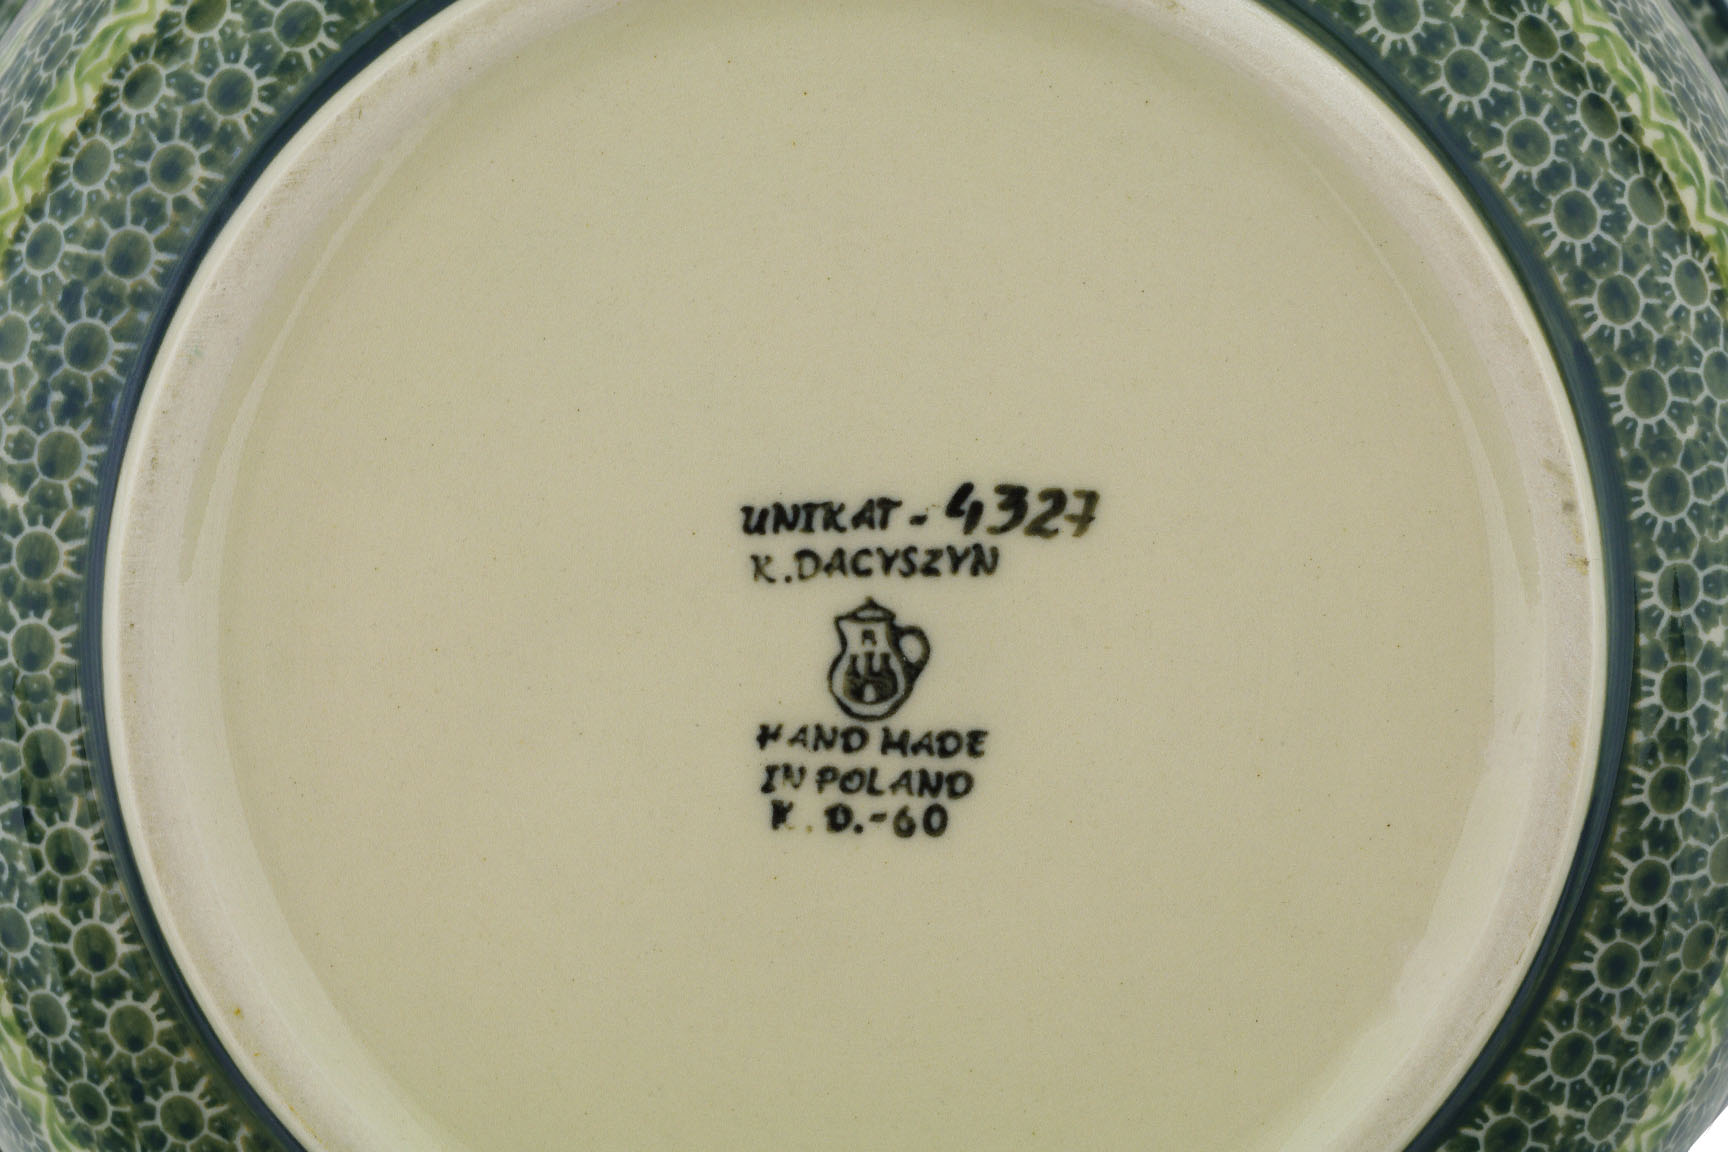 UNIKAT - 4327
K. DACYSZYN
B
HAND MADE
IN POLAND
K. D.-60